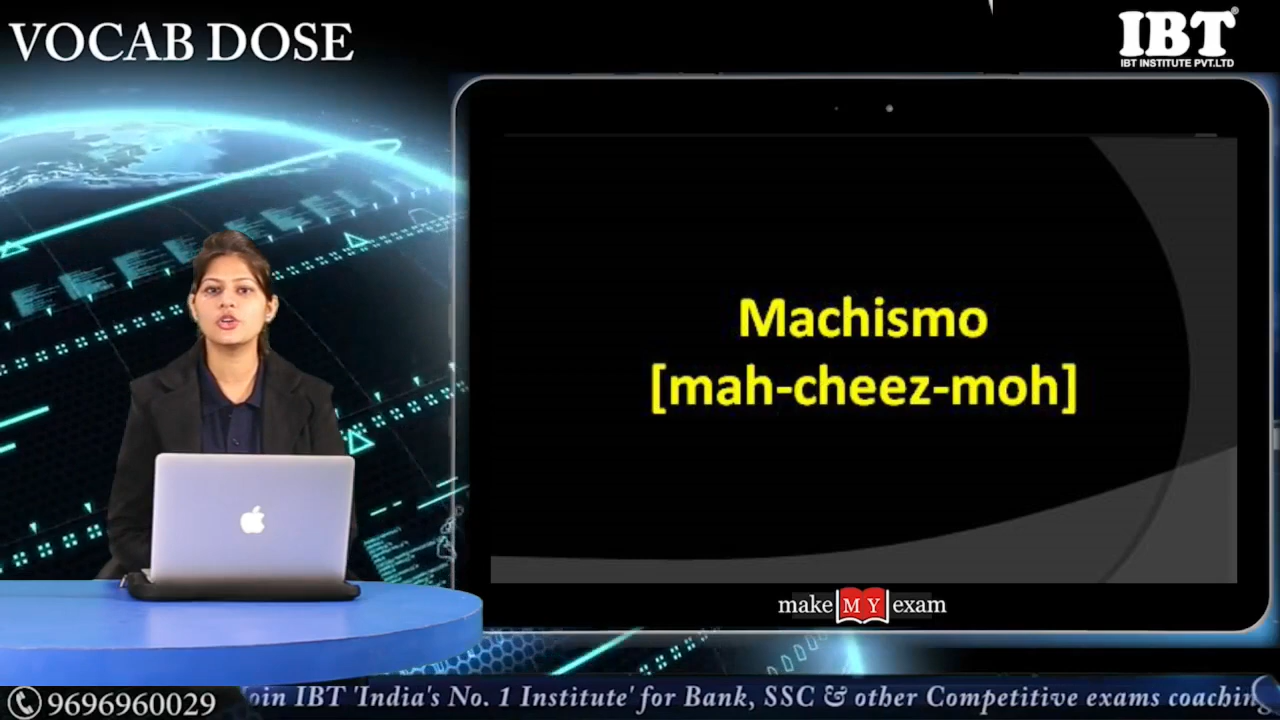 VOCAB DOSE
IBT®
IBT INSTITUTE PVT.LTD
Machismo
[mah-cheez-moh]
make MY exam
9696960029
oin IBT 'India's No. 1 Institute' for Bank, SSC & other Competitive exams coaching